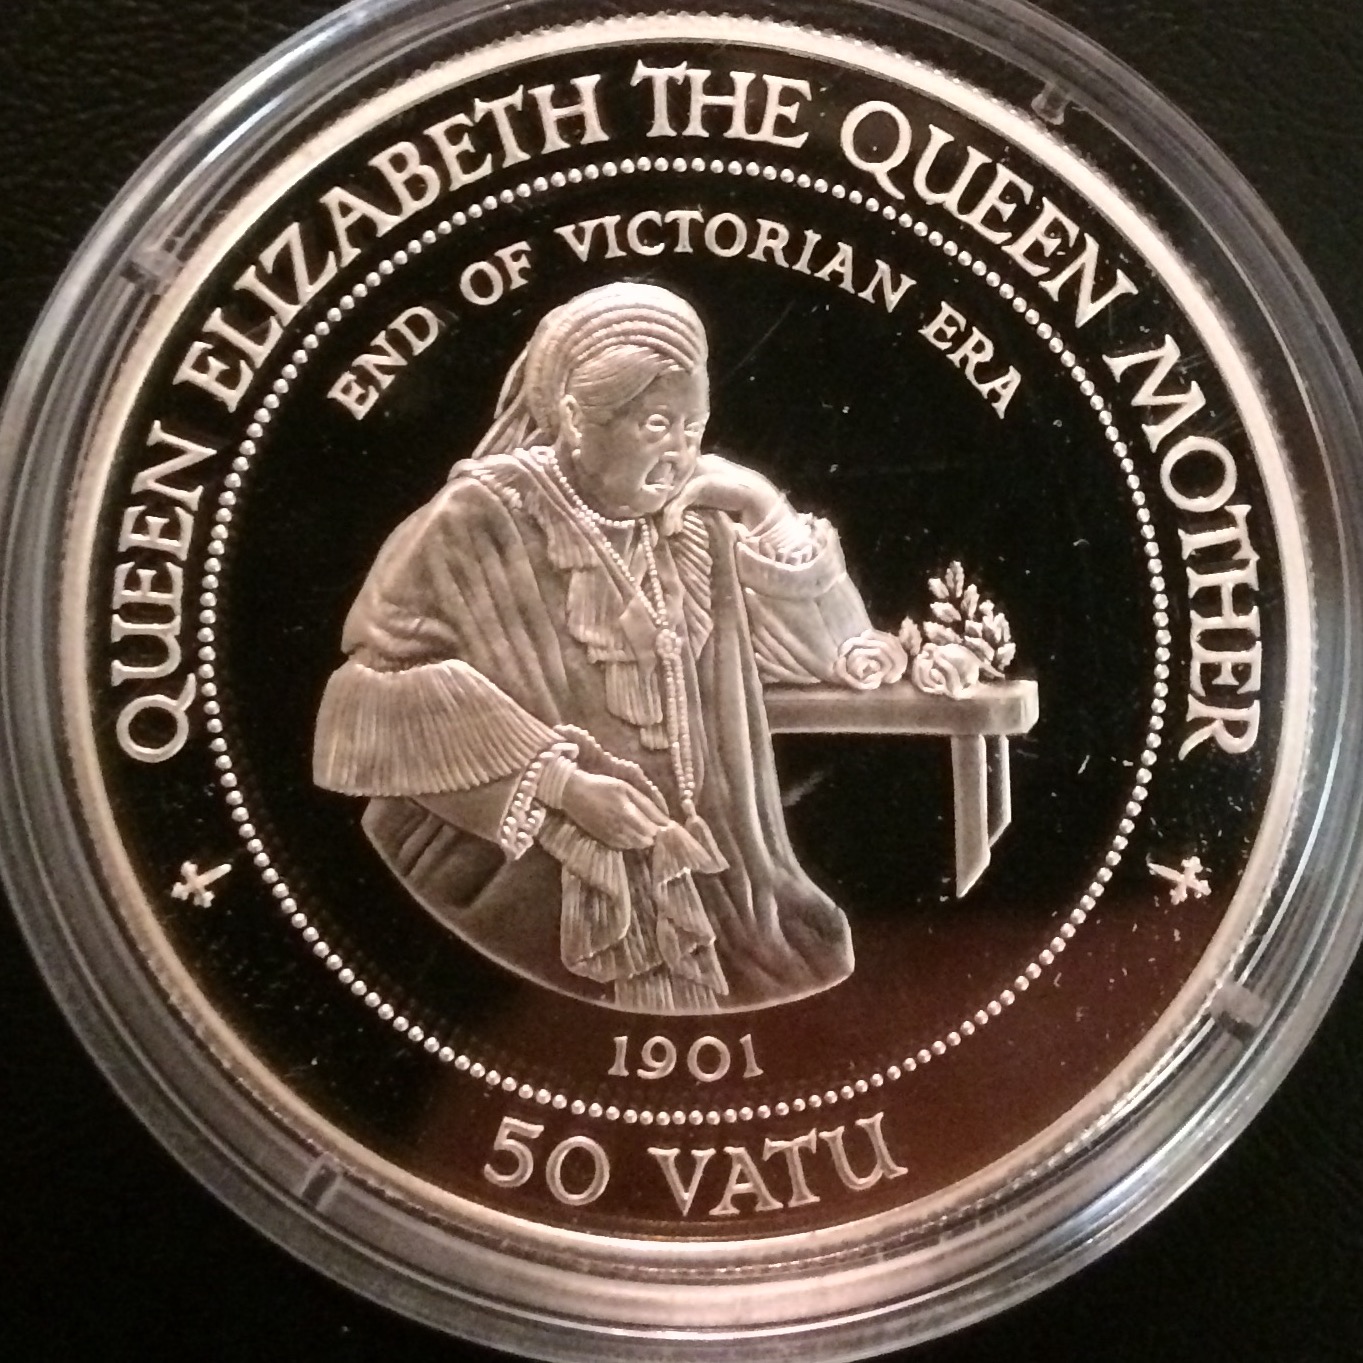 QUEEN ELIZABETH THE QUEEN MOTHER
END OF VICTORIAN ERA
1901
50 VATU